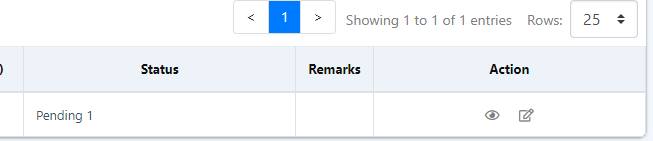 < 1 > Showing 1 to 1 of 1 entries Rows: 25
) Status Remarks Action
Pending 1